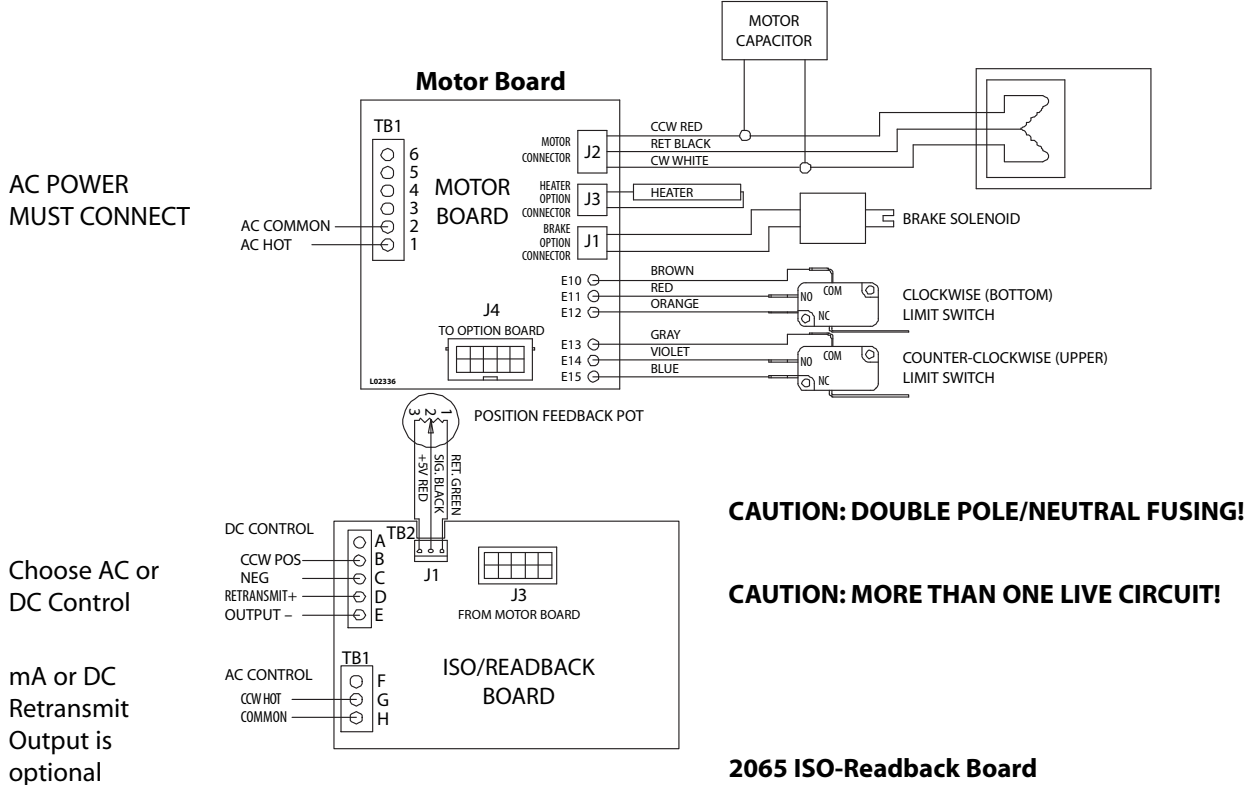 MOTOR
CAPACITOR
Motor Board
TB1
6
5
4
3
2
1
AC POWER
MUST CONNECT
AC COMMON
AC HOT
MOTOR
BOARD
MOTOR
CONNECTOR
J2
HEATER
OPTION
CONNECTOR
J3
BRAKE
OPTION
CONNECTOR
J1
CCW RED
RET BLACK
CW WHITE
HEATER
BRAKE SOLENOID
E10
E11
E12
BROWN
RED
ORANGE
NO
COM
NC
CLOCKWISE (BOTTOM)
LIMIT SWITCH
E13
E14
E15
GRAY
VIOLET
BLUE
NO
COM
NC
COUNTER-CLOCKWISE (UPPER)
LIMIT SWITCH
J4
TO OPTION BOARD
L02336
3 2 1
POSITION FEEDBACK POT
+5V RED
SIG. BLACK
RET. GREEN
CAUTION: DOUBLE POLE/NEUTRAL FUSING!
CAUTION: MORE THAN ONE LIVE CIRCUIT!
Choose AC or
DC Control
DC CONTROL
CCW POS
NEG
RETRANSMIT+
OUTPUT –
A
B
C
D
E
TB2
J1
J3
FROM MOTOR BOARD
ISO/READBACK
BOARD
mA or DC
Retransmit
Output is
optional
AC CONTROL
CCW HOT
COMMON
TB1
F
G
H
2065 ISO-Readback Board